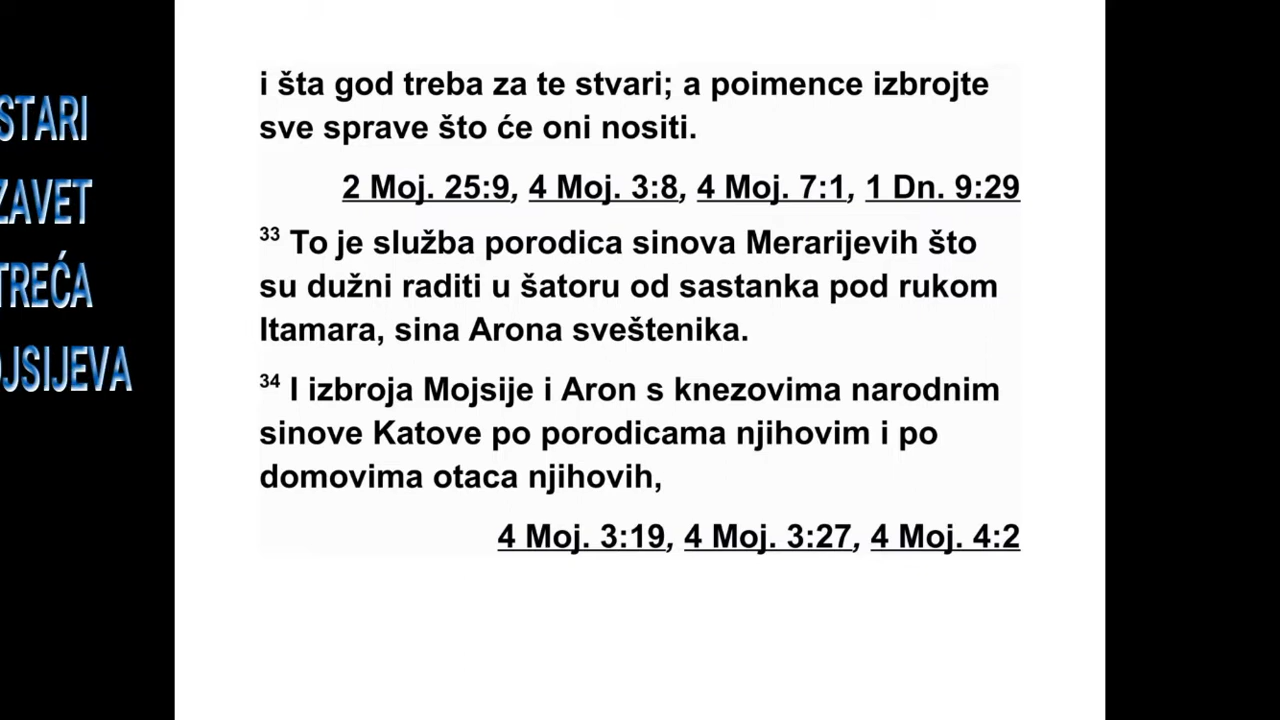 STARI
ZAVET
TREĆA
OJSIJEVA
i šta god treba za te stvari; a poimence izbrojte
sve sprave što će oni nositi.
2 Moj. 25:9, 4 Moj. 3:8, 4 Moj. 7:1, 1 Dn. 9:29
33 To je služba porodica sinova Merarijevih što
su dužni raditi u šatoru od sastanka pod rukom
Itamara, sina Arona sveštenika.
34 I izbroja Mojsije i Aron s knezovima narodnim
sinove Katove po porodicama njihovim i po
domovima otaca njihovih,
4 Moj. 3:19, 4 Moj. 3:27, 4 Moj. 4:2